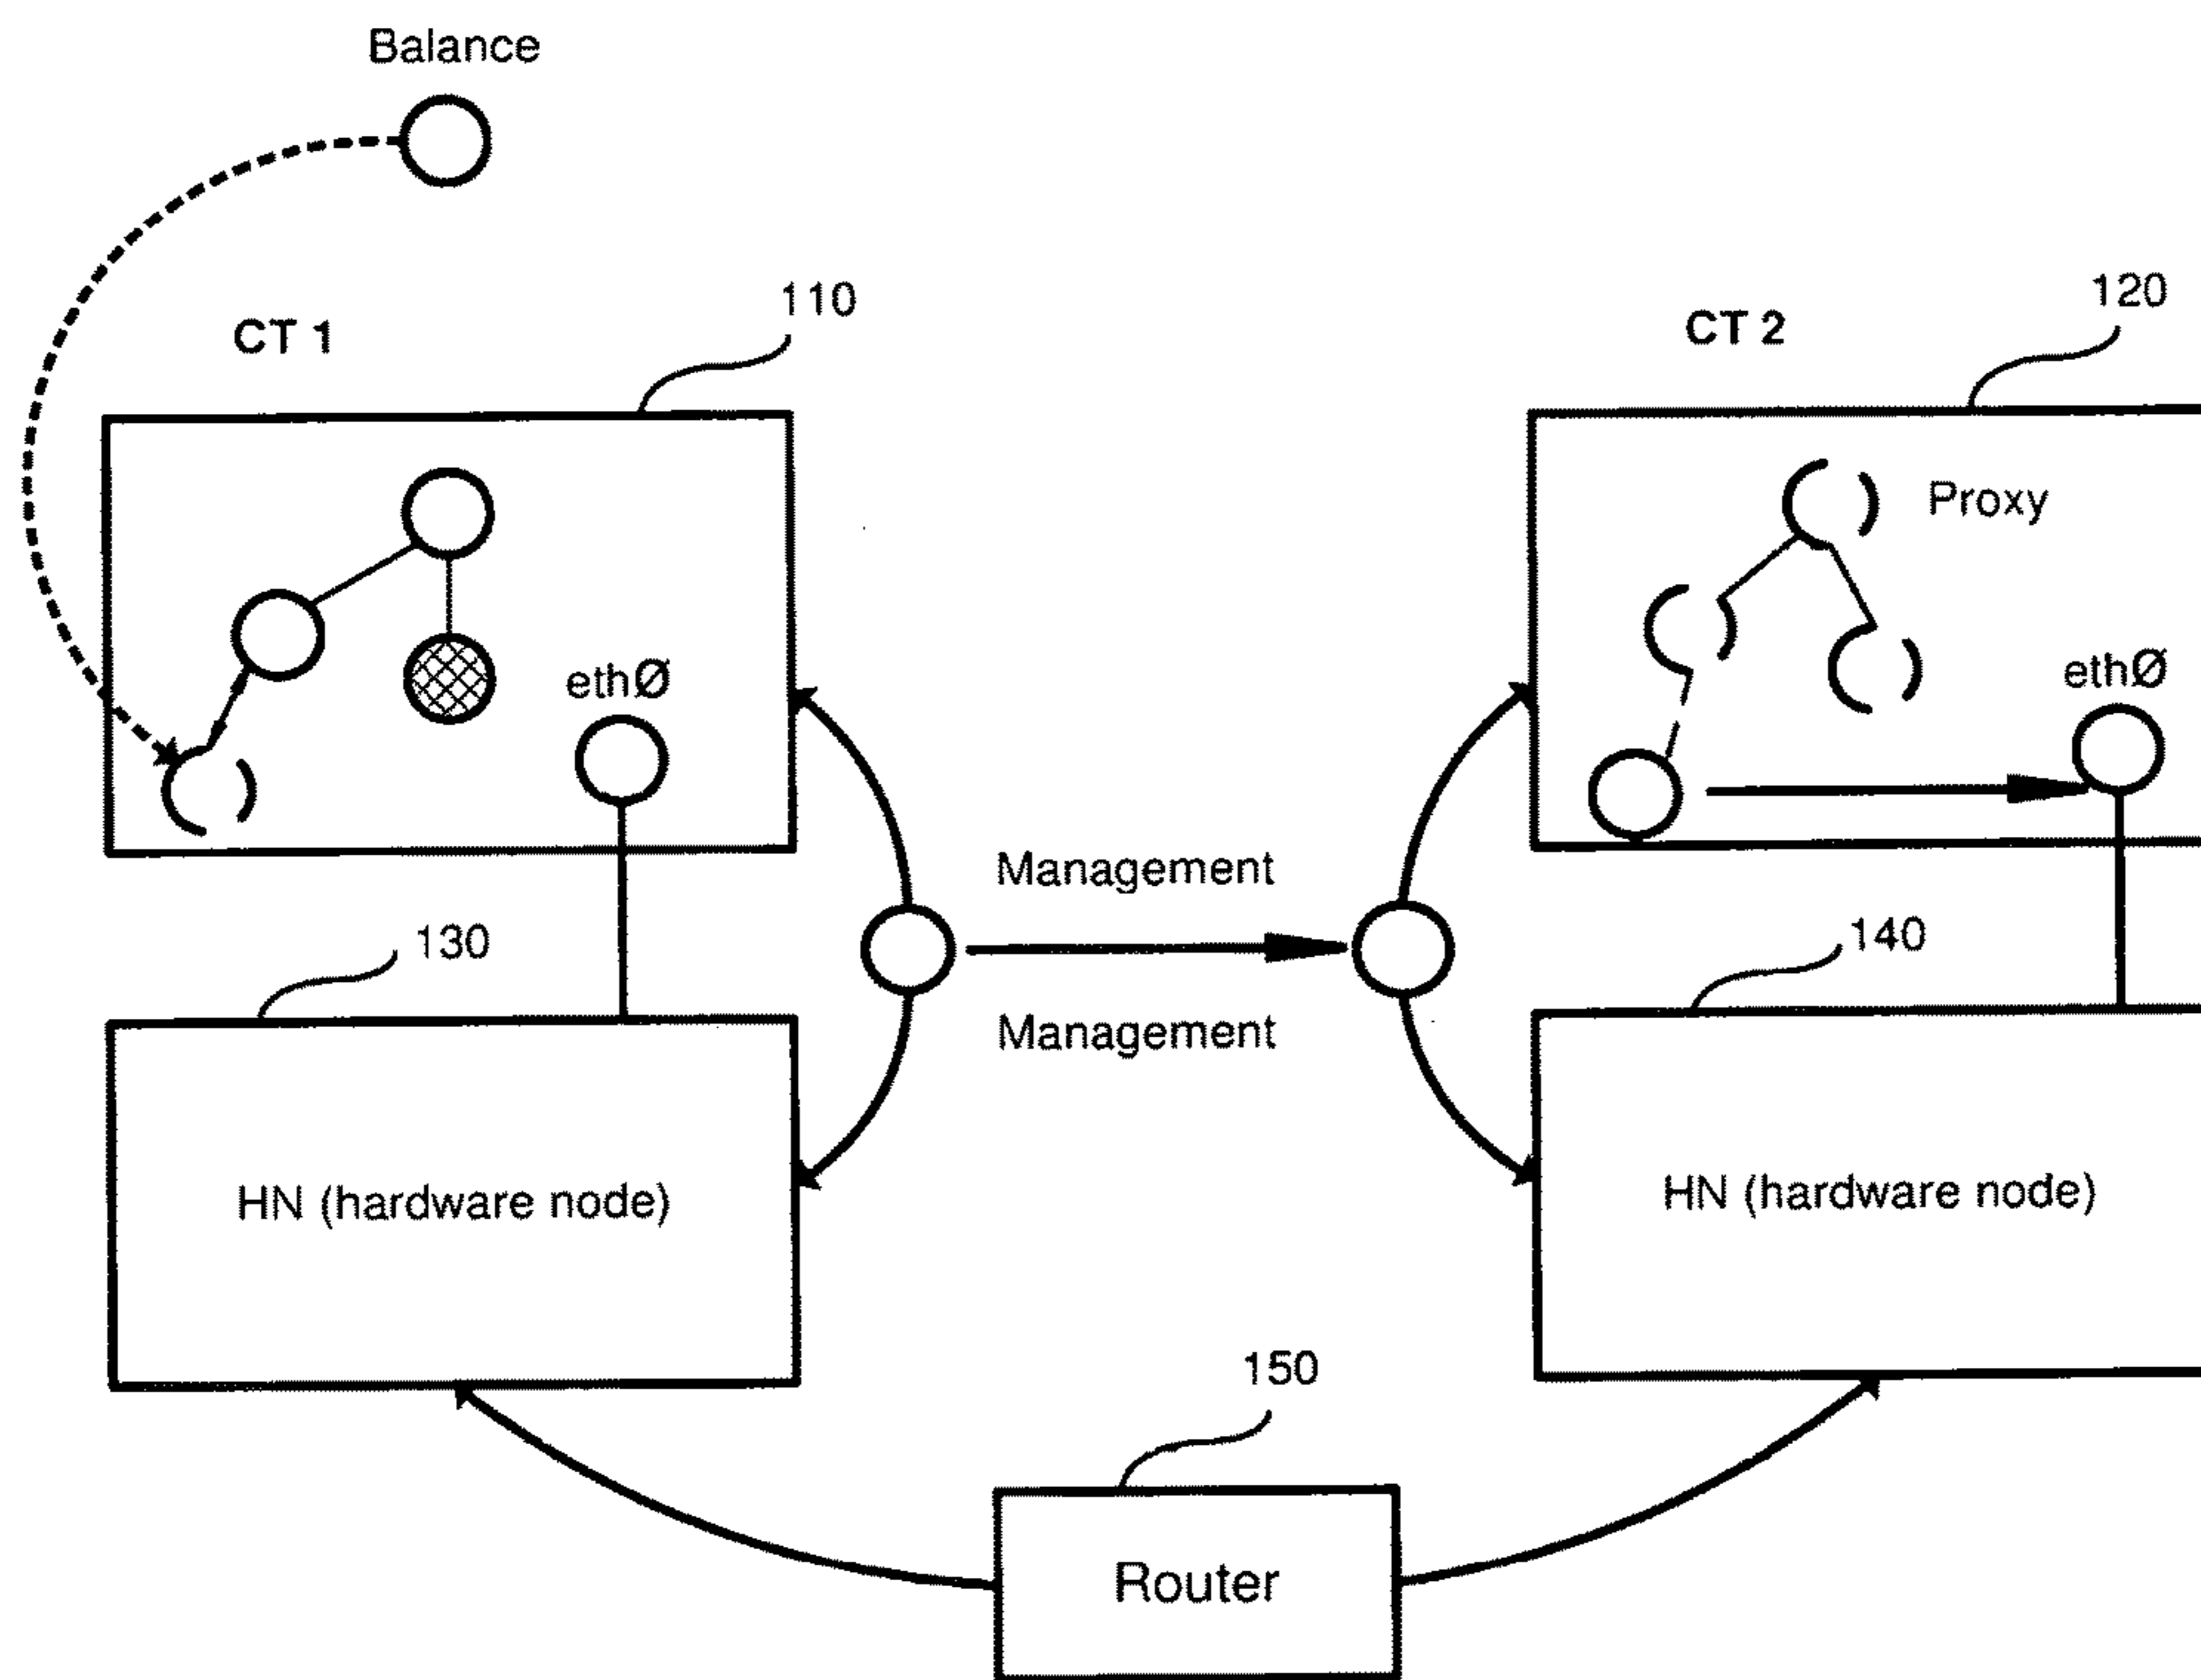 Balance
110
120
CT 1
CT 2
Proxy
ethØ
ethØ
Management
130
140
Management
HN (hardware node)
HN (hardware node)
150
Router